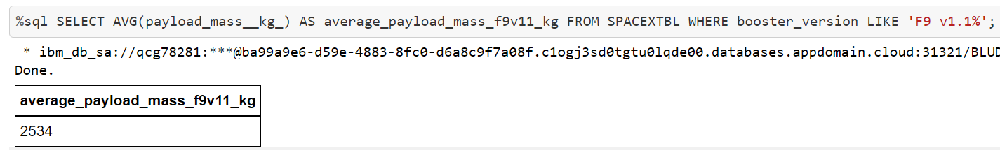 %sql SELECT AVG(payload_mass__kg_) AS average_payload_mass_f9v11_kg FROM SPACEXTBL WHERE booster_version LIKE 'F9 v1.1%';
* ibm_db_sa://qcg78281:***@ba99a9e6-d59e-4883-8fc0-d6a8c9f7a08f.c1ogj3sd0tgtu0lqde00.databases.appdomain.cloud:31321/BLUD
Done.
average_payload_mass_f9v11_kg
2534